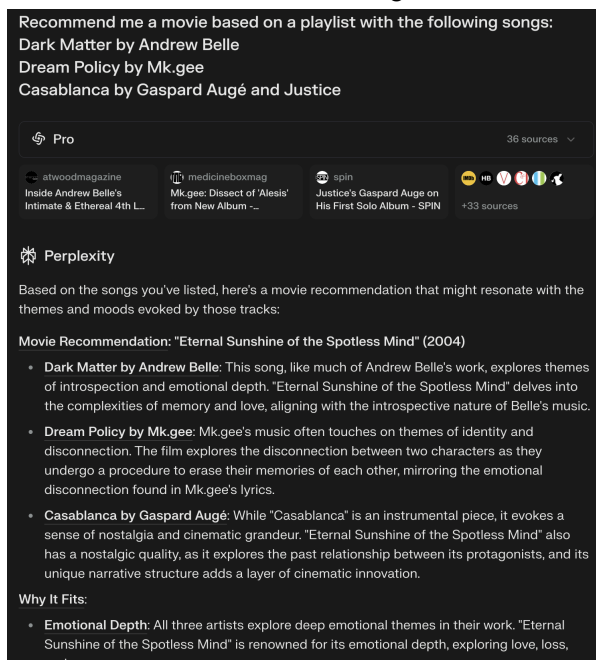 Recommend me a movie based on a playlist with the following songs:
Dark Matter by Andrew Belle
Dream Policy by Mk.gee
Casablanca by Gaspard Augé and Justice
Pro
36 sources
atwoodmagazine
Inside Andrew Belle's
Intimate & Ethereal 4th L...
medicineboxmag
Mk.gee: Dissect of 'Alesis'
from New Album -...
spin
Justice's Gaspard Auge on
His First Solo Album - SPIN
IMDb HB
+33 sources
Perplexity
Based on the songs you've listed, here's a movie recommendation that might resonate with the
themes and moods evoked by those tracks:
Movie Recommendation: "Eternal Sunshine of the Spotless Mind" (2004)
• Dark Matter by Andrew Belle: This song, like much of Andrew Belle's work, explores themes
of introspection and emotional depth. "Eternal Sunshine of the Spotless Mind" delves into
the complexities of memory and love, aligning with the introspective nature of Belle's music.
• Dream Policy by Mk.gee: Mk.gee's music often touches on themes of identity and
disconnection. The film explores the disconnection between two characters as they
undergo a procedure to erase their memories of each other, mirroring the emotional
disconnection found in Mk.gee's lyrics.
• Casablanca by Gaspard Augé: While "Casablanca" is an instrumental piece, it evokes a
sense of nostalgia and cinematic grandeur. "Eternal Sunshine of the Spotless Mind" also
has a nostalgic quality, as it explores the past relationship between its protagonists, and its
unique narrative structure adds a layer of cinematic innovation.
Why It Fits:
• Emotional Depth: All three artists explore deep emotional themes in their work. "Eternal
Sunshine of the Spotless Mind" is renowned for its emotional depth, exploring love, loss,